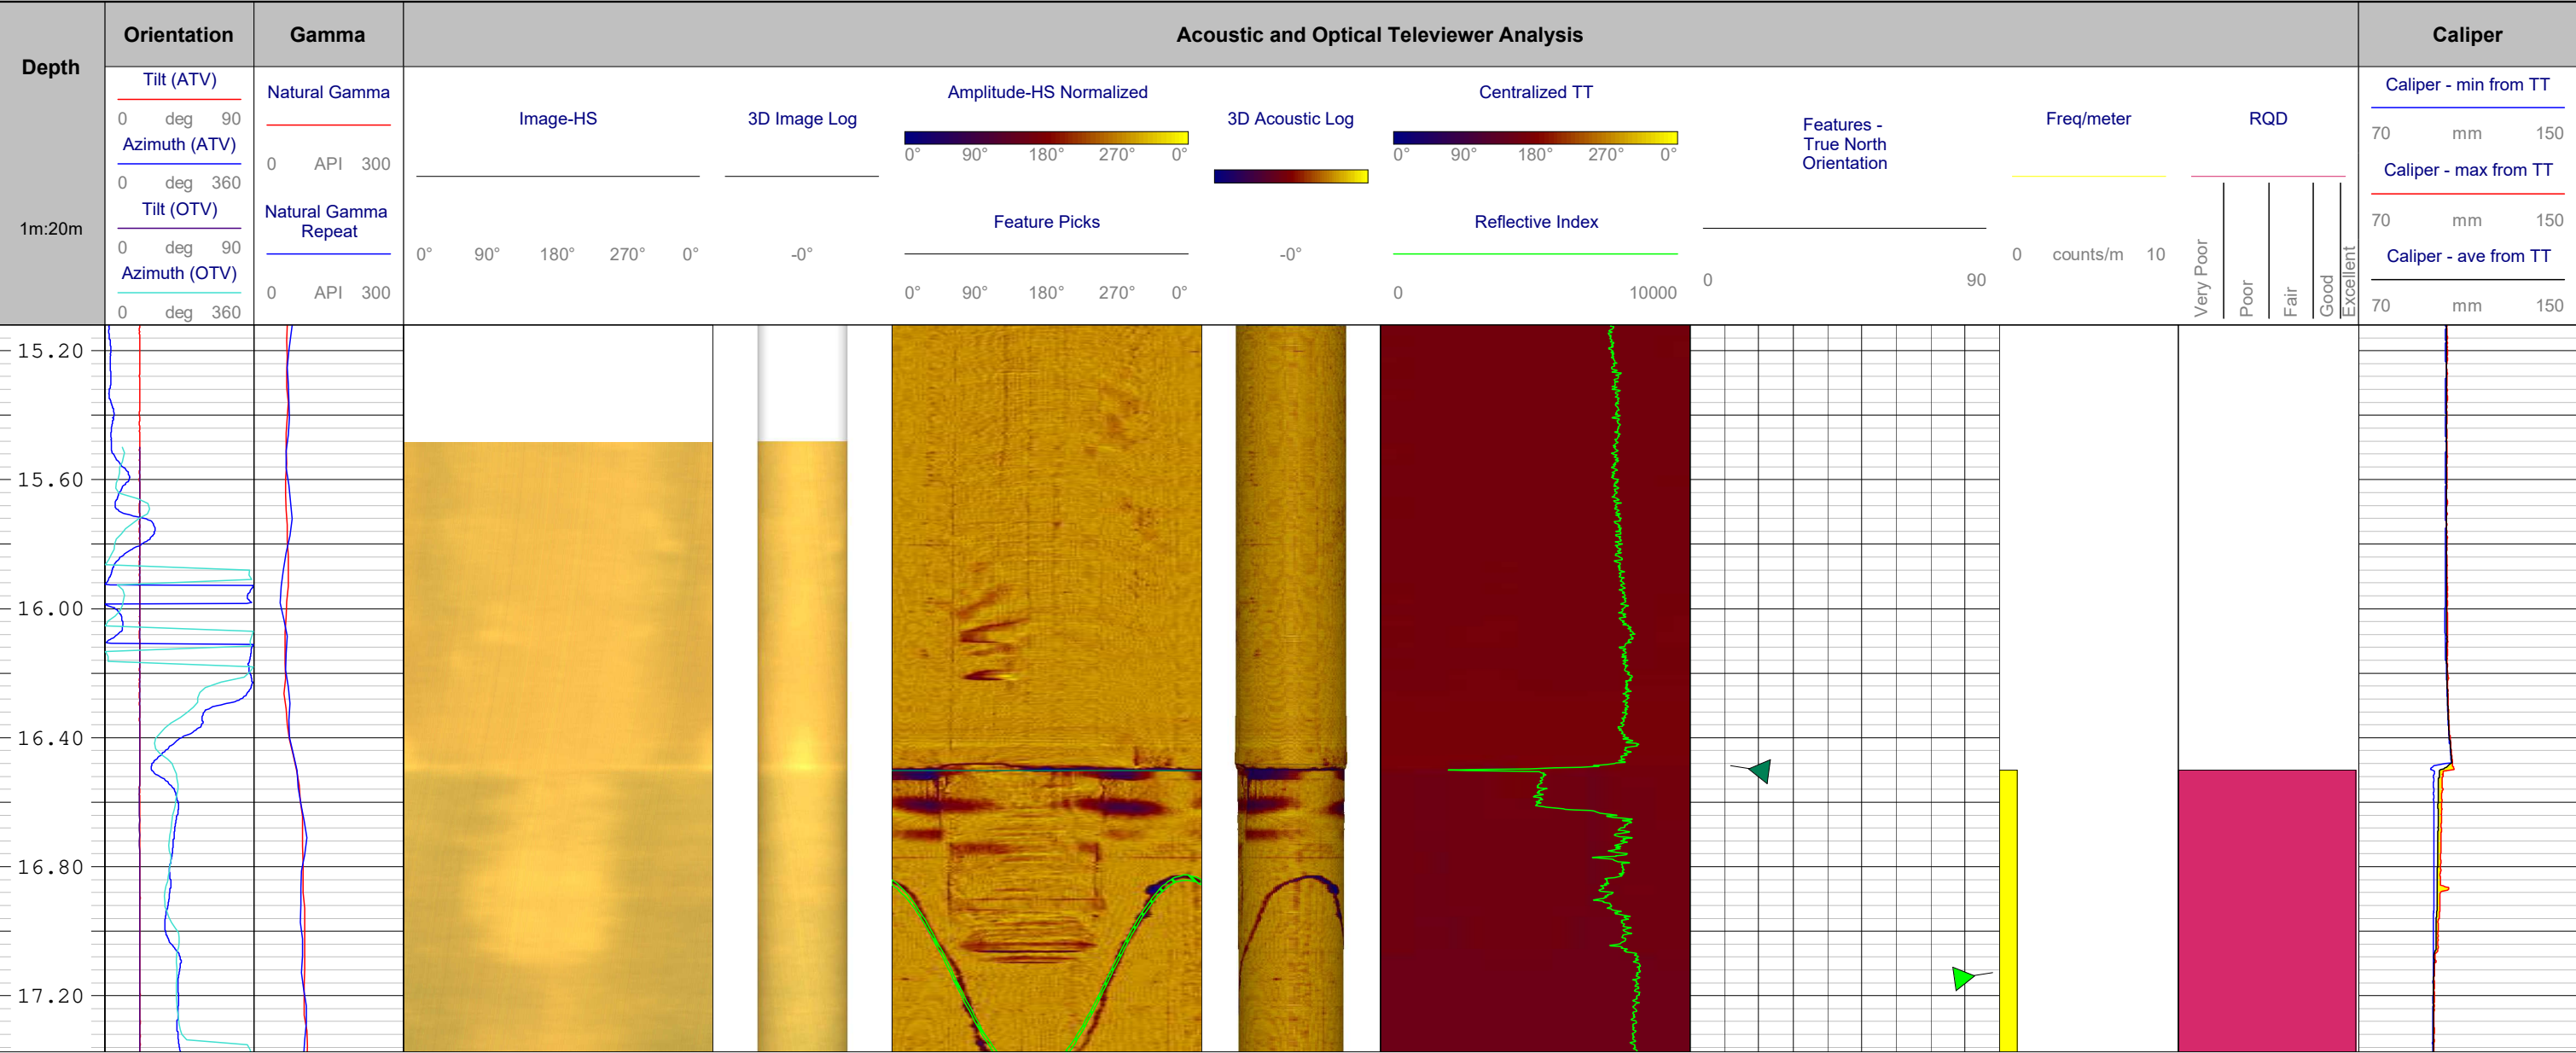 Depth
1m:20m
Orientation
Tilt (ATV)
0 deg 90
Azimuth (ATV)
0 deg 360
Tilt (OTV)
0 deg 90
Azimuth (OTV)
0 deg 360
Gamma
Natural Gamma
0 API 300
Natural Gamma
Repeat
0 API 300
Acoustic and Optical Televiewer Analysis
Image-HS
0° 90° 180° 270° 0°
3D Image Log
-0°
Amplitude-HS Normalized
0° 90° 180° 270° 0°
Feature Picks
0° 90° 180° 270° 0°
3D Acoustic Log
-0°
Centralized TT
0° 90° 180° 270° 0°
Reflective Index
0 10000
Features -
True North
Orientation
0 90
Freq/meter
0 counts/m 10
RQD
Very Poor
Poor
Fair
Good
Excellent
Caliper
Caliper - min from TT
70 mm 150
Caliper - max from TT
70 mm 150
Caliper - ave from TT
70 mm 150
15.20
15.60
16.00
16.40
16.80
17.20